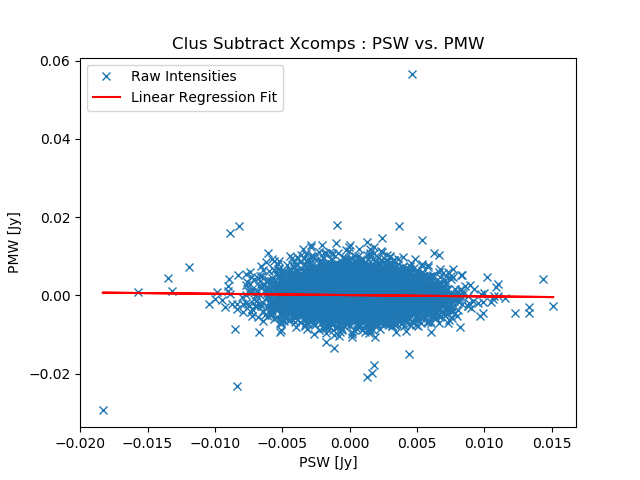 Clus Subtract Xcomps : PSW vs. PMW
Raw Intensities
Linear Regression Fit
PMW [Jy]
0.06
0.04
0.02
0.00
−0.02
−0.020 −0.015 −0.010 −0.005 0.000 0.005 0.010 0.015
PSW [Jy]